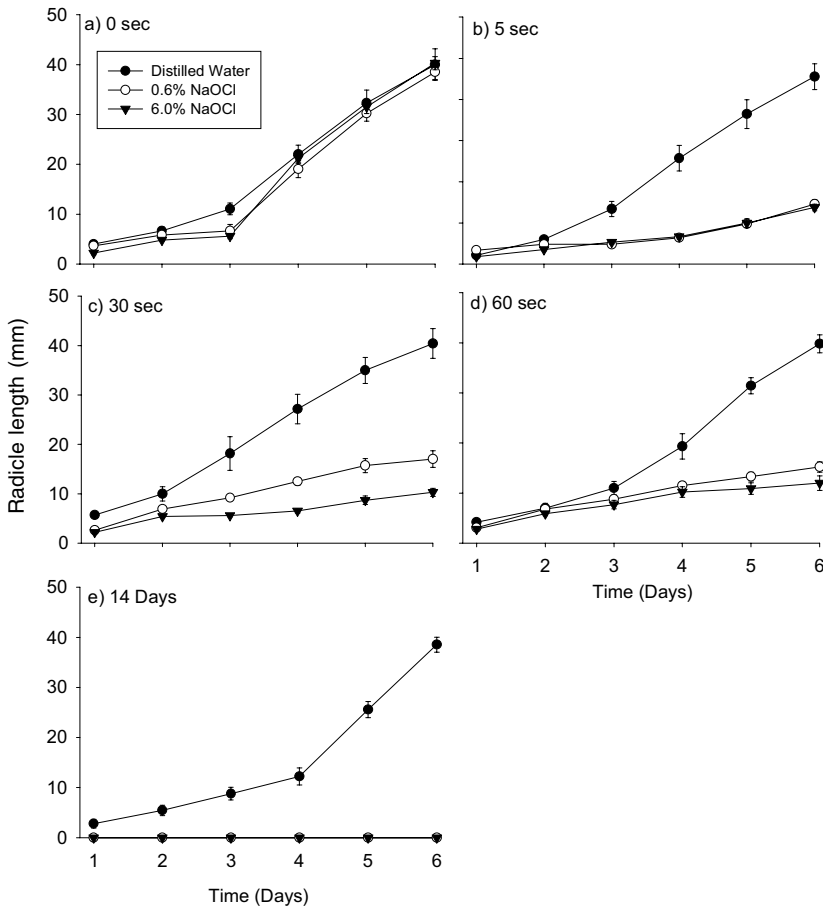 a) 0 sec
b) 5 sec
Distilled Water
0.6% NaOCl
6.0% NaOCl
50
40
30
20
10
0
c) 30 sec
d) 60 sec
50
40
30
20
10
0
Radicle length (mm)
1 2 3 4 5 6
Time (Days)
e) 14 Days
50
40
30
20
10
0
1 2 3 4 5 6
Time (Days)